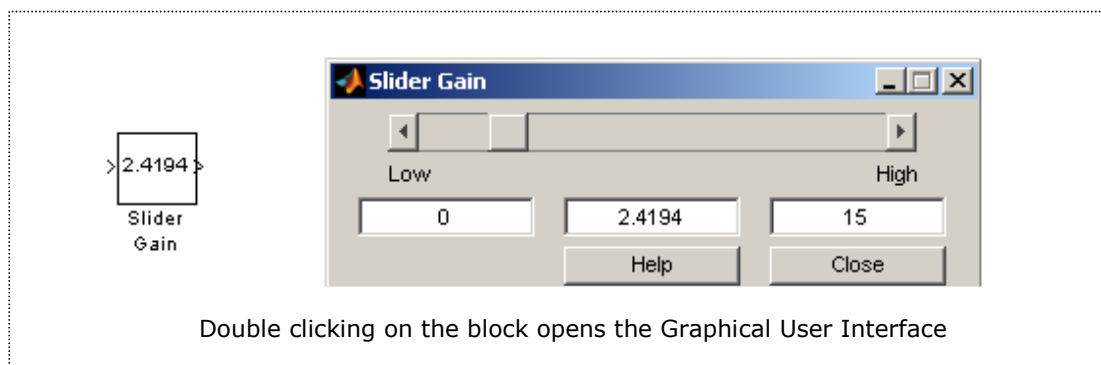 Slider Gain
2.4194
Slider
Gain
Low High
0 2.4194 15
Help Close
Double clicking on the block opens the Graphical User Interface